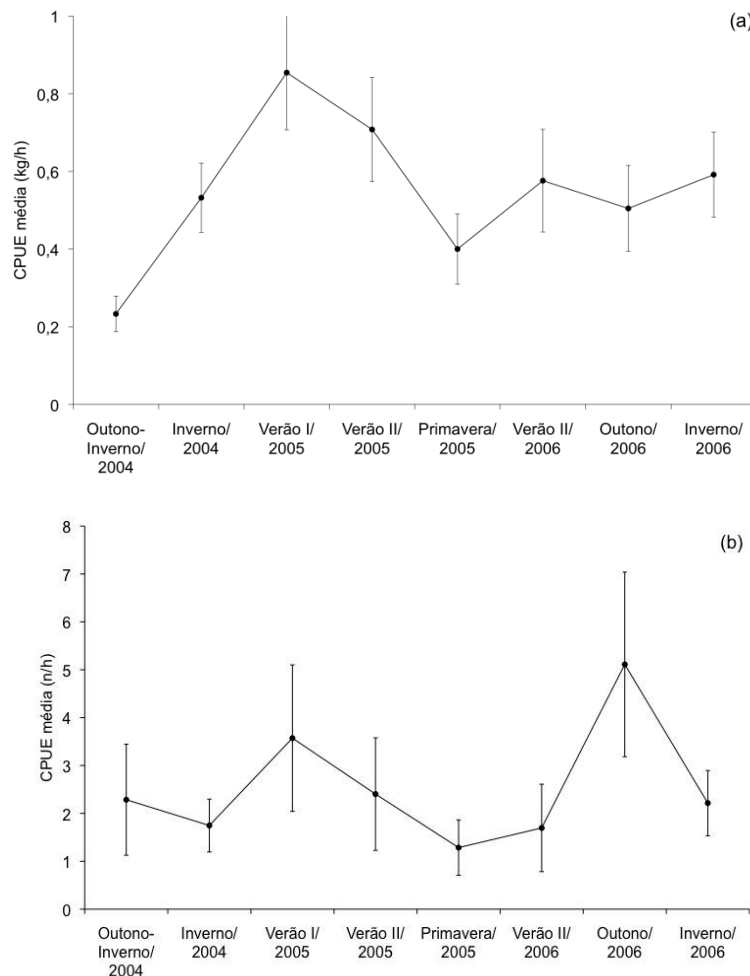 (a)
CPUE média (kg/h)
1
0,8
0,6
0,4
0,2
0
Outono-
Inverno/
2004
Inverno/
2004
Verão I/
2005
Verão II/
2005
Primavera/
2005
Verão II/
2006
Outono/
2006
Inverno/
2006
(b)
CPUE média (n/h)
8
7
6
5
4
3
2
1
0
Outono-
Inverno/
2004
Inverno/
2004
Verão I/
2005
Verão II/
2005
Primavera/
2005
Verão II/
2006
Outono/
2006
Inverno/
2006